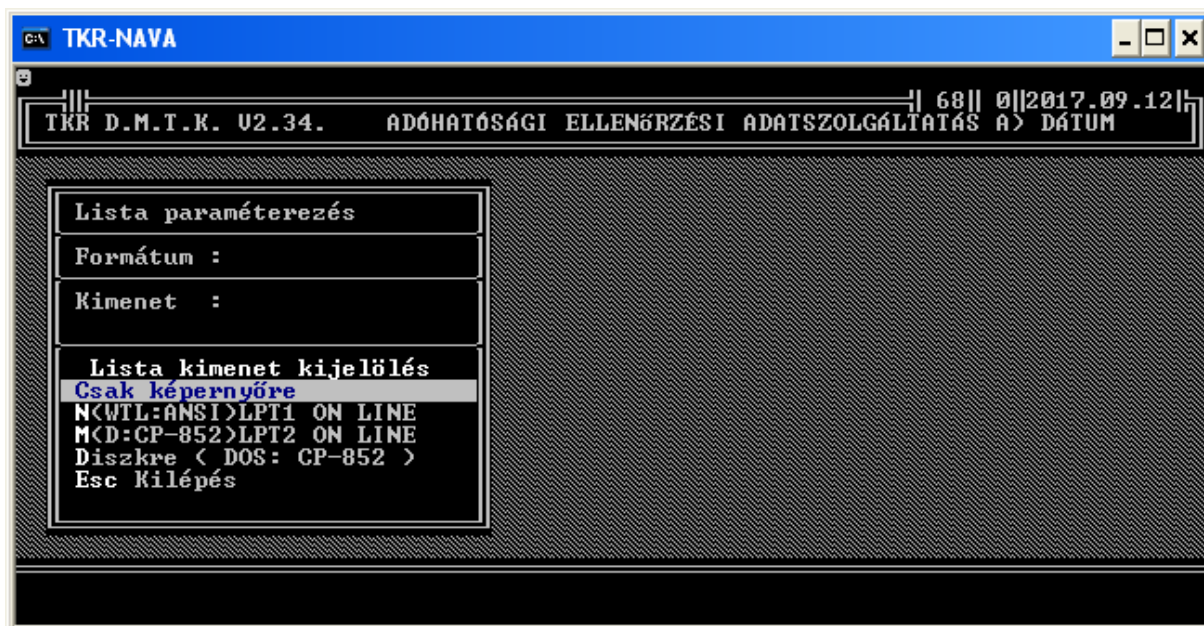 TKR-NAVA
68 0 2017.09.12
TKR D.M.T.K. V2.34. ADÓHATÓSÁGI ELLENőRZÉSI ADATSZOLGÁLTATÁS A) DÁTUM
Lista paraméterezés
Formátum :
Kimenet :
Lista kimenet kijelölés
Csak képernyőre
N(WTL:ANSI)LPT1 ON LINE
M(D:CP-852)LPT2 ON LINE
Diszkre ( DOS: CP-852 )
Esc Kilépés